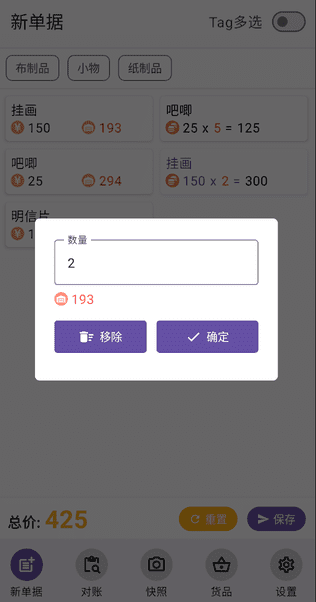 新单据
Tag多选
布制品 小物 纸制品
挂画
150 193
吧唧
25 x 5 = 125
吧唧
25 294
挂画
150 x 2 = 300
明信片
数量
2
193
移除 确定
总价: 425 重置 保存
新单据 对账 快照 货品 设置